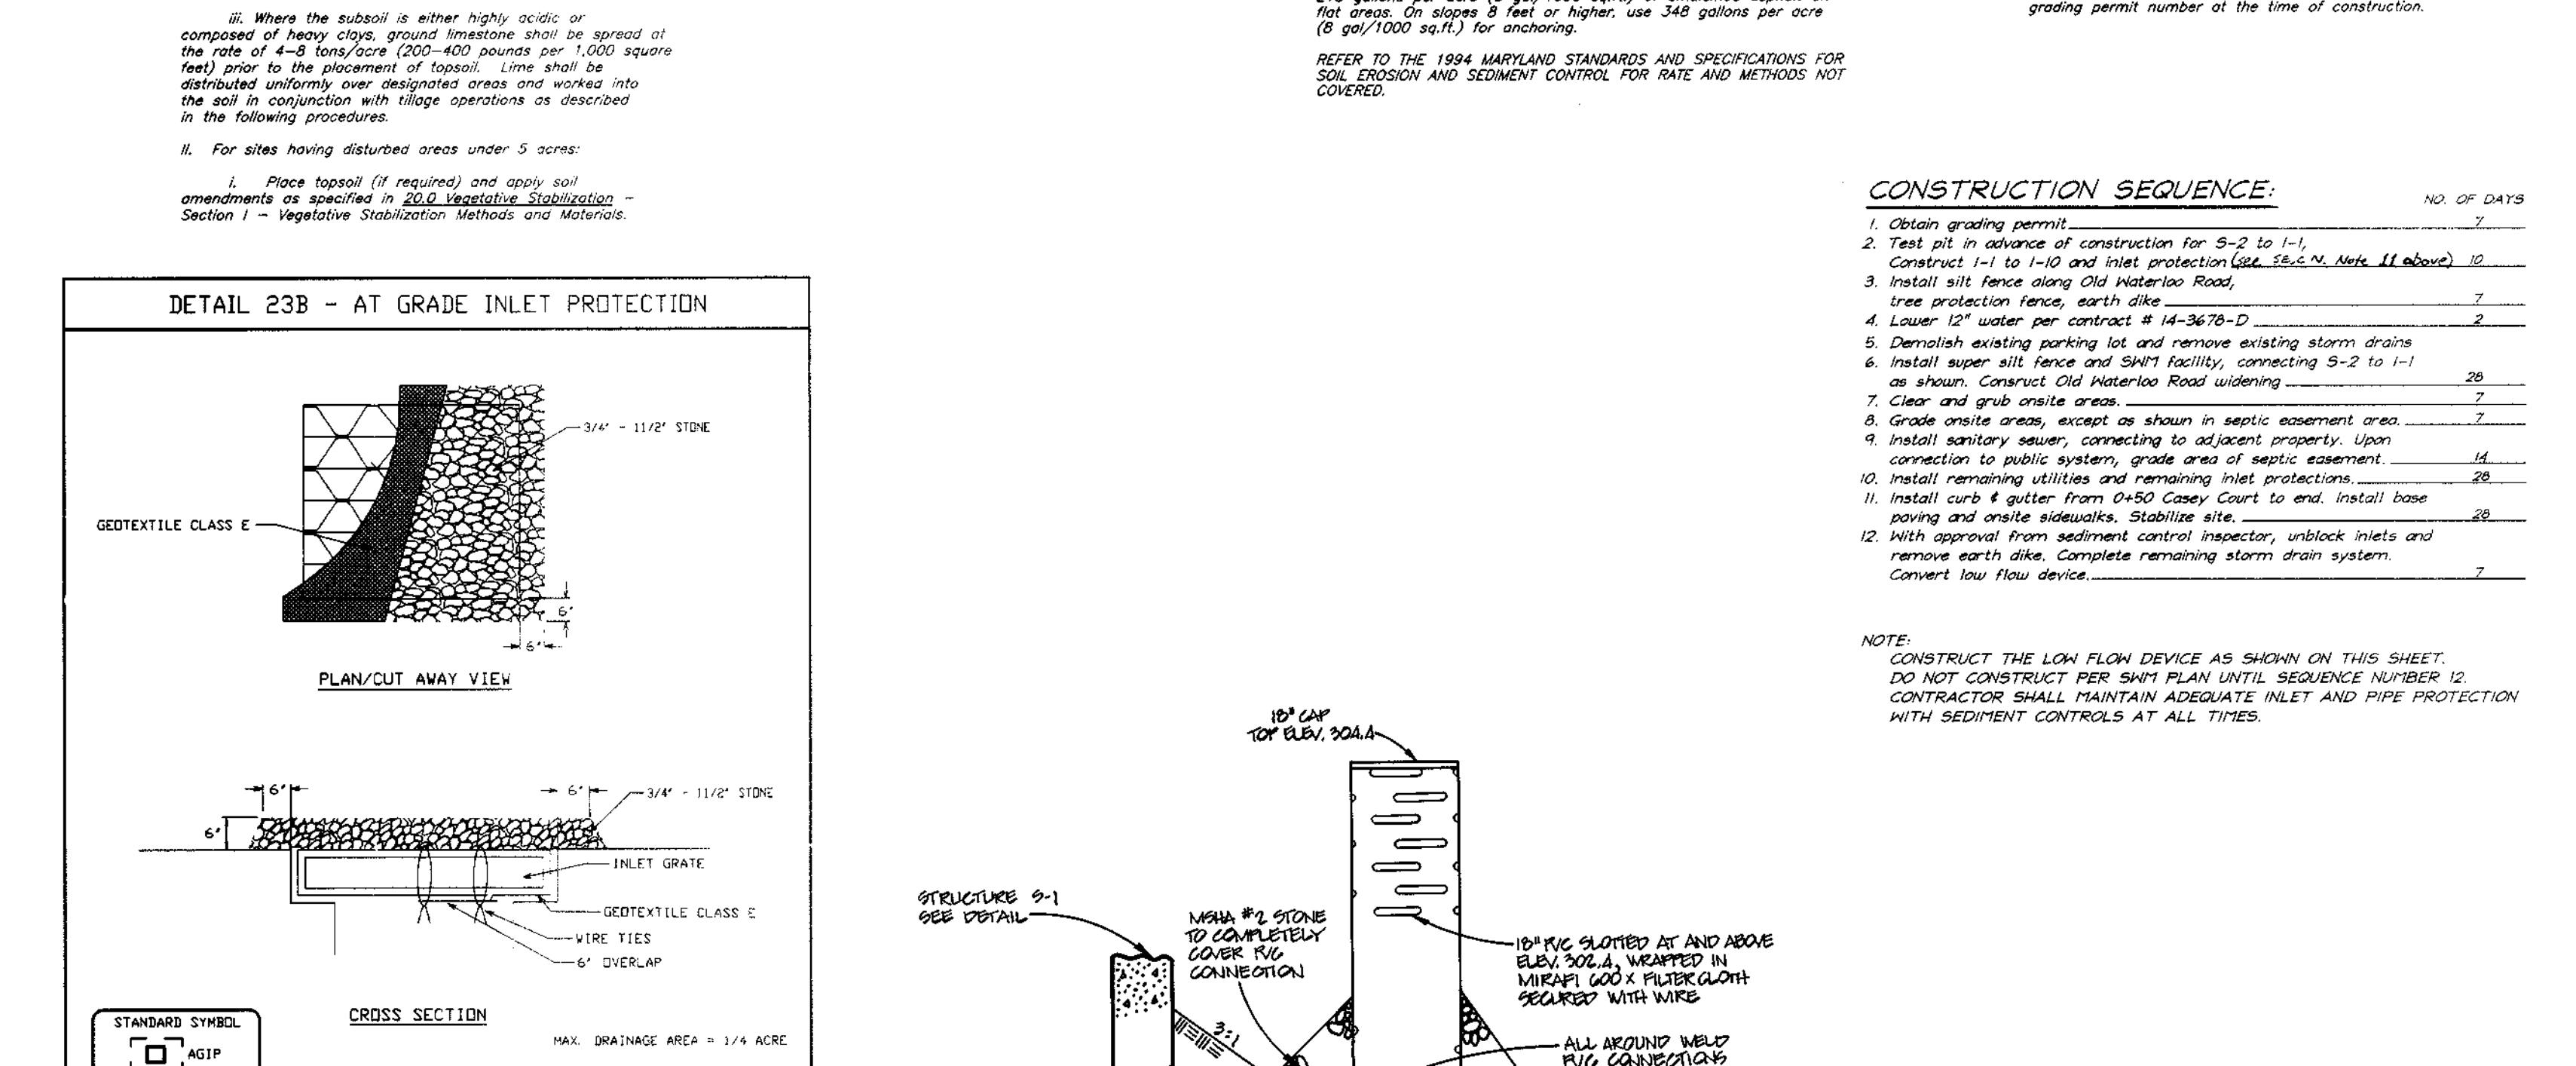 iii. Where the subsoil is either highly acidic or
composed of heavy clays, ground limestone shall be spread at
the rate of 4-8 tons/acre (200-400 pounds per 1,000 square
feet) prior to the placement of topsoil. Lime shall be
distributed uniformly over designated areas and worked into
the soil in conjunction with tillage operations as described
in the following procedures.
II. For sites having disturbed areas under 5 acres:
i. Place topsoil (if required) and apply soil
amendments as specified in 20.0 Vegetative Stabilization -
Section I - Vegetative Stabilization Methods and Materials.
flat areas. On slopes 8 feet or higher, use 348 gallons per acre
(8 gal/1000 sq.ft.) for anchoring.
REFER TO THE 1994 MARYLAND STANDARDS AND SPECIFICATIONS FOR
SOIL EROSION AND SEDIMENT CONTROL FOR RATE AND METHODS NOT
COVERED.
grading permit number at the time of construction.
CONSTRUCTION SEQUENCE:
NO. OF DAYS
1. Obtain grading permit 7
2. Test pit in advance of construction for S-2 to I-1,
Construct I-1 to I-10 and inlet protection (see S.E.C N. Note 11 above) 10
3. Install silt fence along Old Waterloo Road,
tree protection fence, earth dike 7
4. Lower 12" water per contract # 14-3678-D 2
5. Demolish existing parking lot and remove existing storm drains
6. Install super silt fence and SWM facility, connecting S-2 to I-1
as shown. Consruct Old Waterloo Road widening 28
7. Clear and grub onsite areas. 7
8. Grade onsite areas, except as shown in septic easement area. 7
9. Install sanitary sewer, connecting to adjacent property. Upon
connection to public system, grade area of septic easement. 14
10. Install remaining utilities and remaining inlet protections. 28
11. Install curb & gutter from 0+50 Casey Court to end. Install base
paving and onsite sidewalks. Stabilize site. 28
12. With approval from sediment control inspector, unblock inlets and
remove earth dike. Complete remaining storm drain system.
Convert low flow device. 7
NOTE:
CONSTRUCT THE LOW FLOW DEVICE AS SHOWN ON THIS SHEET.
DO NOT CONSTRUCT PER SWM PLAN UNTIL SEQUENCE NUMBER 12.
CONTRACTOR SHALL MAINTAIN ADEQUATE INLET AND PIPE PROTECTION
WITH SEDIMENT CONTROLS AT ALL TIMES.
DETAIL 23B - AT GRADE INLET PROTECTION
3/4" - 11/2" STONE
GEOTEXTILE CLASS E
6"
6"
PLAN/CUT AWAY VIEW
6"
6"
3/4" - 11/2" STONE
6"
INLET GRATE
GEOTEXTILE CLASS E
WIRE TIES
6" OVERLAP
CROSS SECTION
STANDARD SYMBOL
AGIP
MAX. DRAINAGE AREA = 1/4 ACRE
18" CAP
TOP ELEV. 304.4
STRUCTURE S-1
SEE DETAIL
MSHA #2 STONE
TO COMPLETELY
COVER PVC
CONNECTION
18" PVC SLOTTED AT AND ABOVE
ELEV. 302.4, WRAPPED IN
MIRAFI 600X FILTER CLOTH
SECURED WITH WIRE
3:1
ALL AROUND WELD
PVC CONNECTIONS